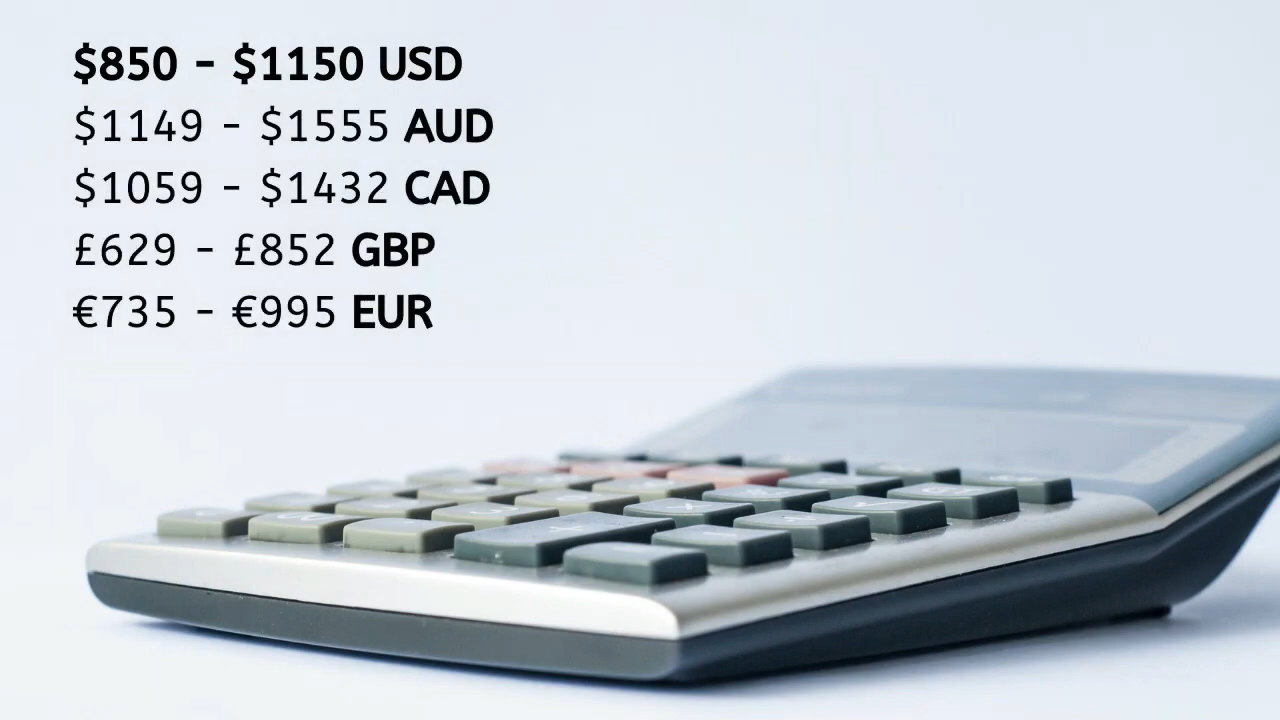 $850 - $1150 USD
$1149 - $1555 AUD
$1059 - $1432 CAD
£629 - £852 GBP
€735 - €995 EUR